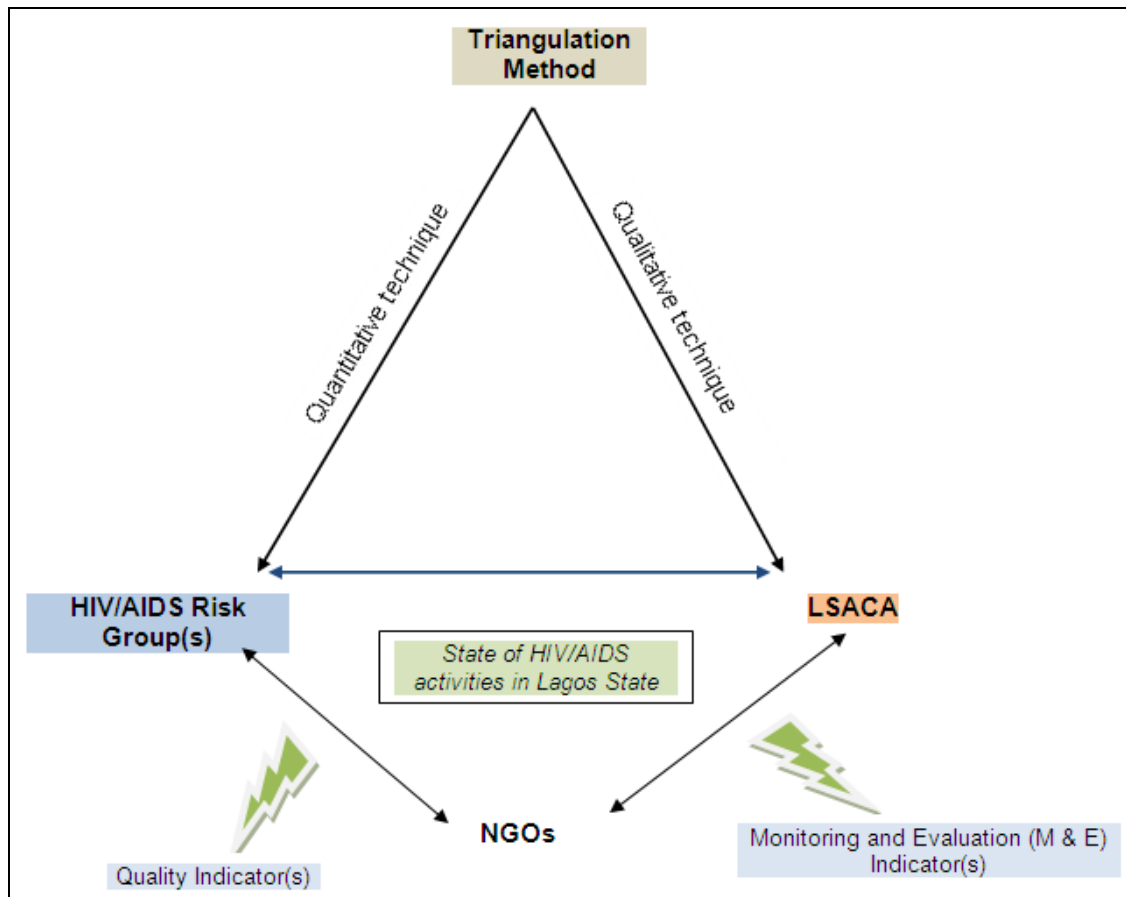 Triangulation
Method
Quantitative technique
Qualitative technique
HIV/AIDS Risk
Group(s)
LSACA
State of HIV/AIDS
activities in Lagos State
NGOs
Quality Indicator(s)
Monitoring and Evaluation (M & E)
Indicator(s)